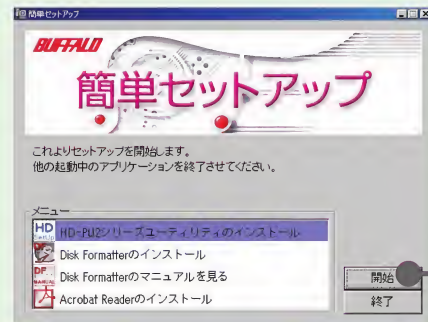 簡単セットアップ
BUFFALO
簡単セットアップ
これよりセットアップを開始します。
他の起動中のアプリケーションを終了させてください。
メニュー
HD-PU2シリーズユーティリティのインストール
Disk Formatterのインストール
Disk Formatterのマニュアルを見る
Acrobat Readerのインストール
開始
終了